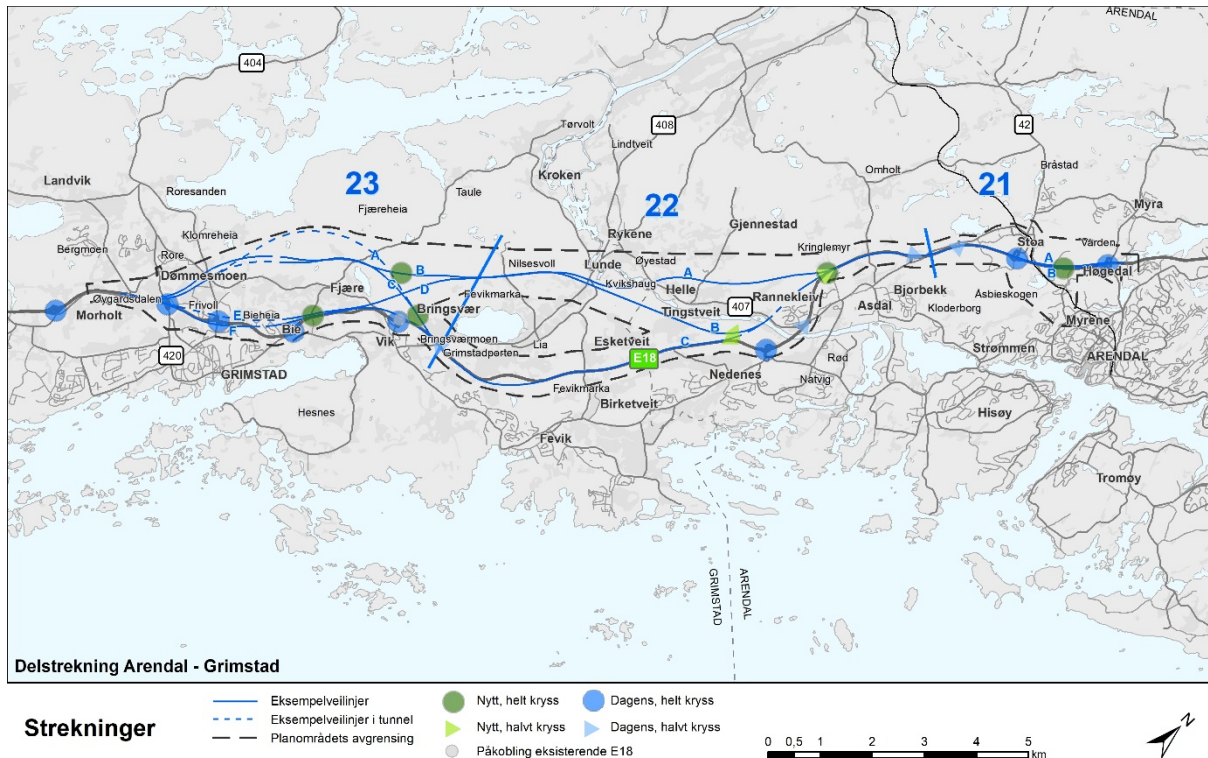 ARENDAL
404
Tørvolt
408
42
Lindtveit
Bråstad
Landvik
Roresanden
23
Taule
Kroken
Omholt
21
22
Fjæreheia
Myra
Bergmoen
Klomreheia
Rykene
Gjennestad
Rore
Kringlemyr
Stoa
Varden
Dømmesmoen
A
B
Nilsesvoll
Lunde
Øyestad
A
A
B
Høgedal
Fjære
C
D
Fevikmarka
Kvikshaug
Helle
Rannekleiv
Bjorbekk
Asbieskogen
Øygardsdalen
Frivoll
Bieheia
Bringsvær
Tingstveit
407
Asdal
Kloderborg
Morholt
E
F
Bie
Vik
Bringsværmoen
Lia
Esketveit
B
C
Myrene
420
Grimstadporten
E18
Rød
Strømmen
ARENDAL
GRIMSTAD
Fevikmarka
Nedenes
Natvig
Hesnes
Birketveit
Hisøy
Fevik
Tromøy
GRIMSTAD
ARENDAL
Delstrekning Arendal - Grimstad
Strekninger
Eksempelveilinjer
Eksempelveilinjer i tunnel
Planområdets avgrensing
Nytt, helt kryss
Nytt, halvt kryss
Påkobling eksisterende E18
Dagens, helt kryss
Dagens, halvt kryss
0 0,5 1 2 3 4 5
km
N